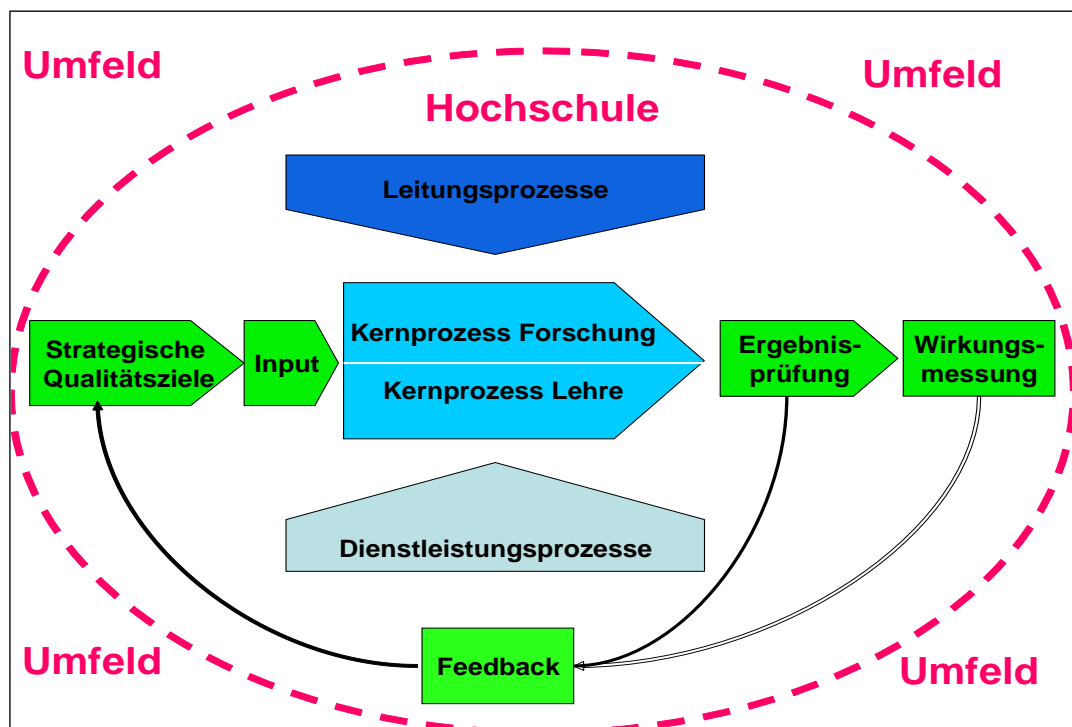 Umfeld
Umfeld
Hochschule
Leitungsprozesse
Strategische
Qualitätsziele
Input
Kernprozess Forschung
Kernprozess Lehre
Ergebnis-
prüfung
Wirkungs-
messung
Dienstleistungsprozesse
Umfeld
Feedback
Umfeld